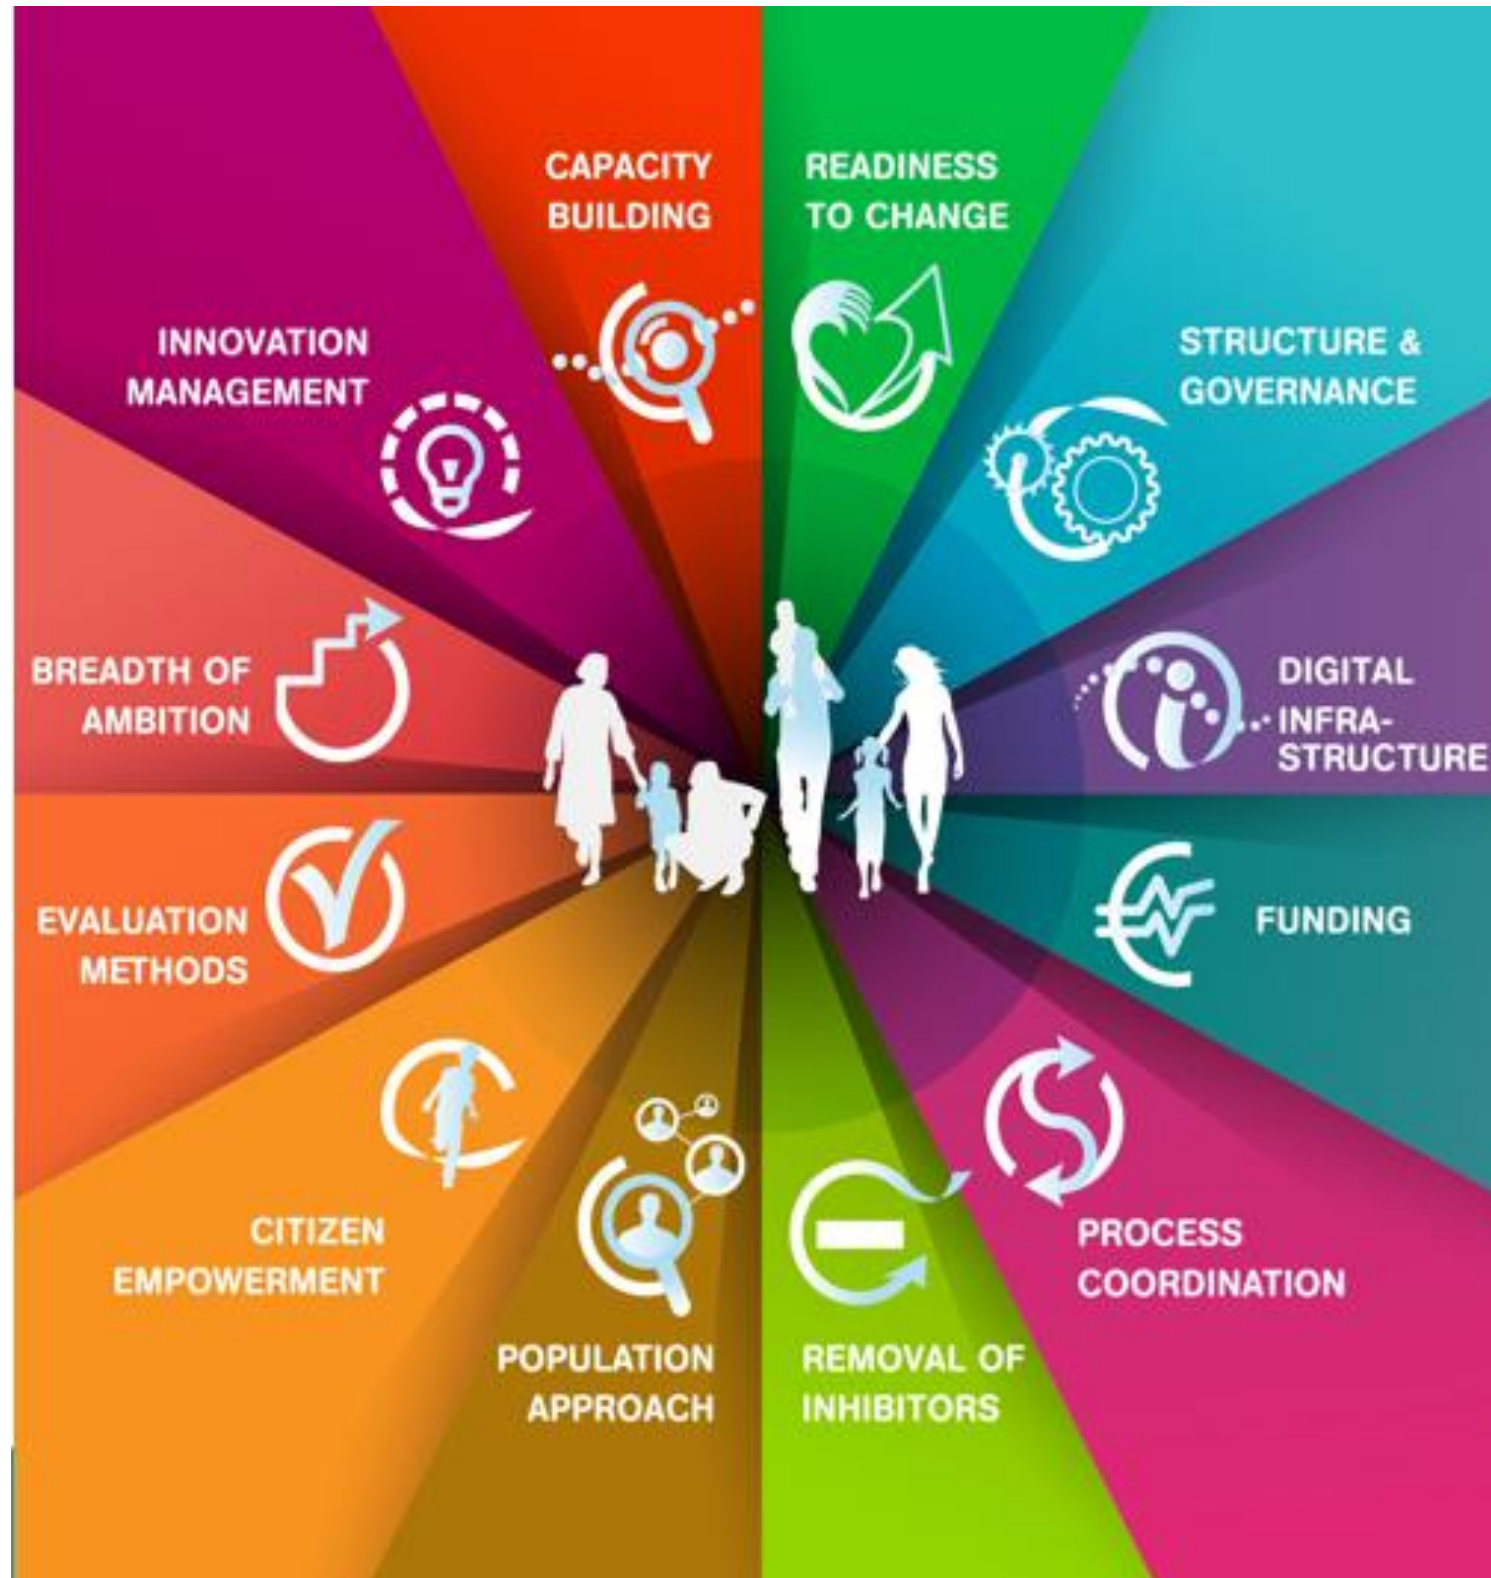 CAPACITY
BUILDING
READINESS
TO CHANGE
STRUCTURE &
GOVERNANCE
DIGITAL
INFRA-
STRUCTURE
FUNDING
PROCESS
COORDINATION
REMOVAL OF
INHIBITORS
POPULATION
APPROACH
CITIZEN
EMPOWERMENT
EVALUATION
METHODS
BREADTH OF
AMBITION
INNOVATION
MANAGEMENT